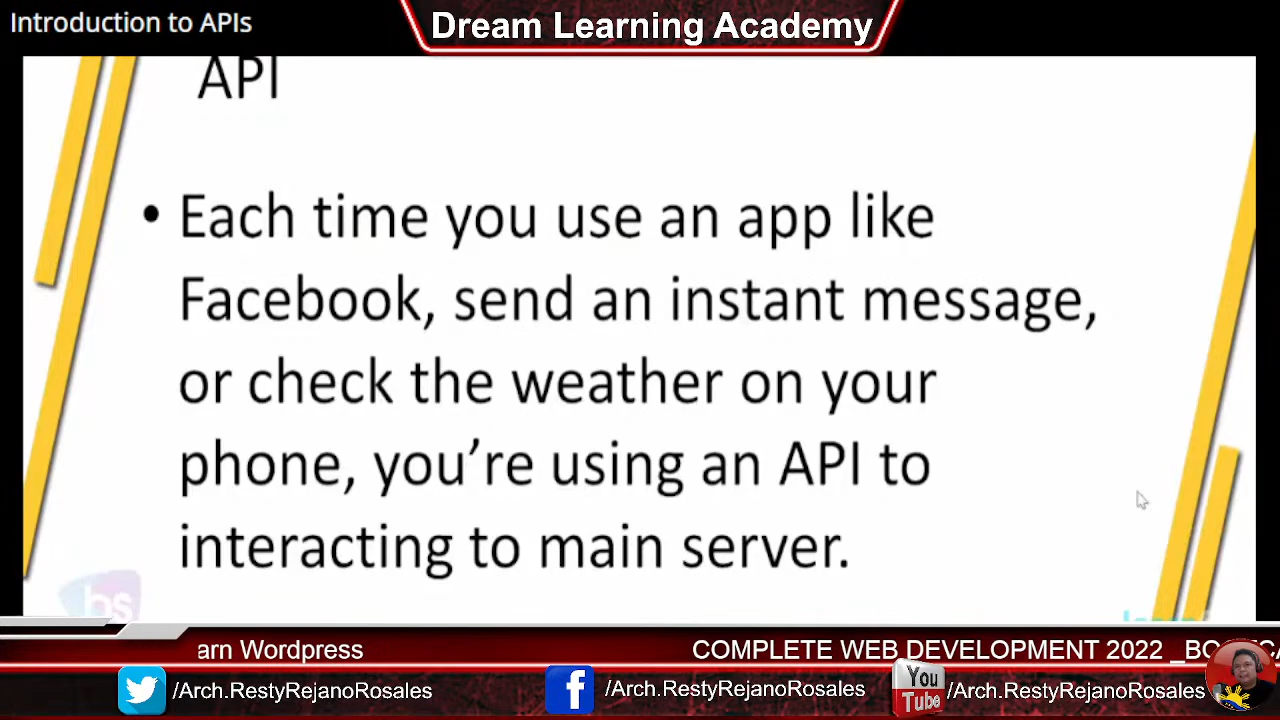 Introduction to APIs
Dream Learning Academy
API
• Each time you use an app like
Facebook, send an instant message,
or check the weather on your
phone, you’re using an API to
interacting to main server.
bs
arn Wordpress
COMPLETE WEB DEVELOPMENT 2022 _BO
/Arch.RestyRejanoRosales
/Arch.RestyRejanoRosales
You
Tube
/Arch.RestyRejanoRosales